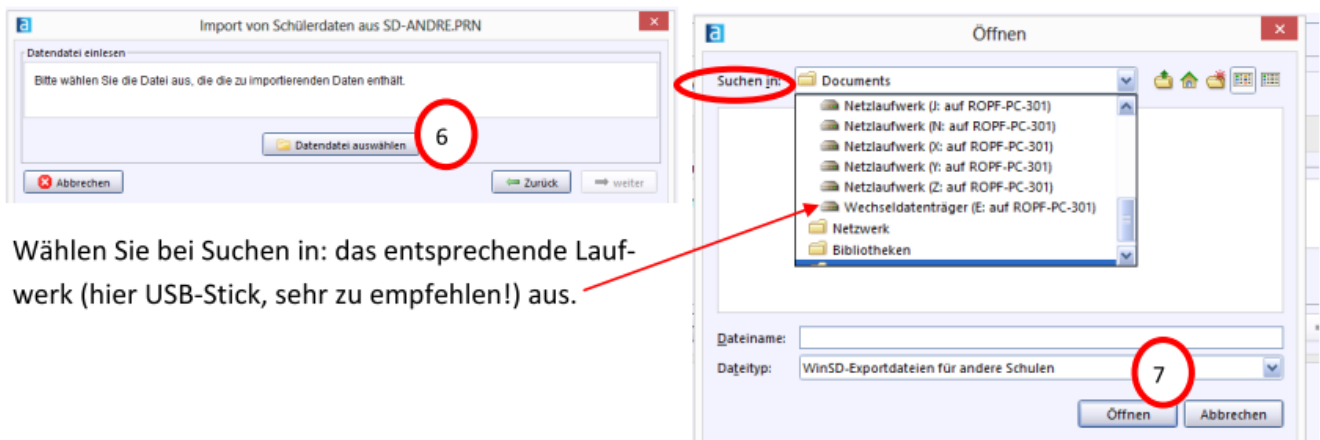 Import von Schülerdaten aus SD-ANDRE.PRN
Datendatei einlesen
Bitte wählen Sie die Datei aus, die die zu importierenden Daten enthält.
Datendatei auswählen
6
Abbrechen
Zurück
weiter
Wählen Sie bei Suchen in: das entsprechende Lauf-
werk (hier USB-Stick, sehr zu empfehlen!) aus.
Öffnen
Suchen in:
Documents
Netzlaufwerk (J: auf ROPF-PC-301)
Netzlaufwerk (N: auf ROPF-PC-301)
Netzlaufwerk (X: auf ROPF-PC-301)
Netzlaufwerk (Y: auf ROPF-PC-301)
Netzlaufwerk (Z: auf ROPF-PC-301)
Wechseldatenträger (E: auf ROPF-PC-301)
Netzwerk
Bibliotheken
Dateiname:
Dateityp:
WinSD-Exportdateien für andere Schulen
7
Öffnen
Abbrechen